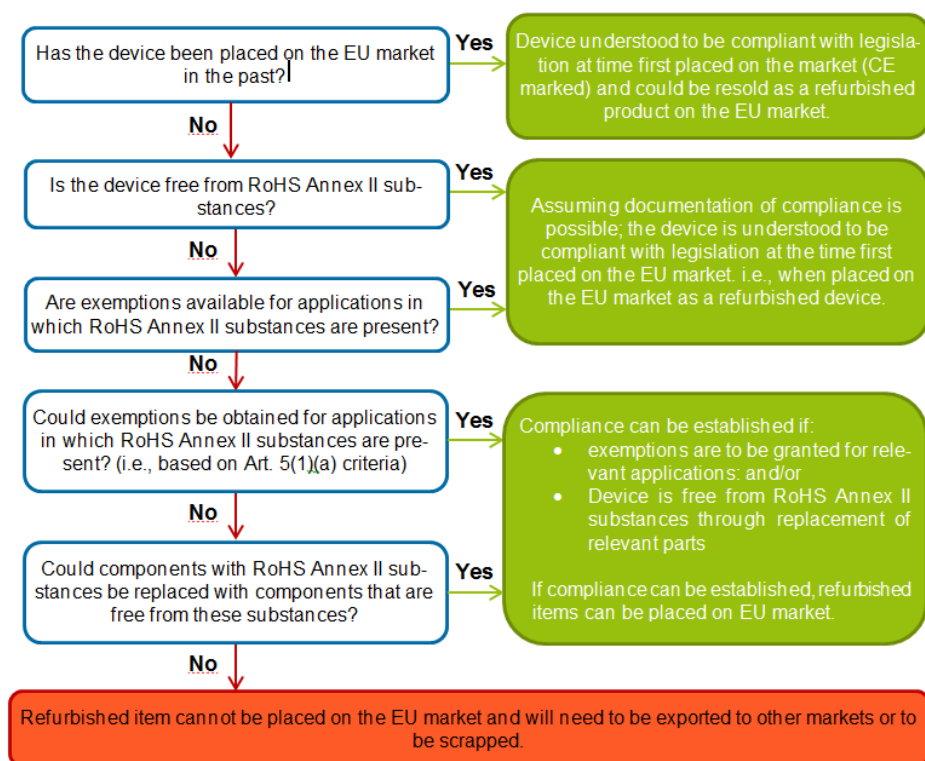 Has the device been placed on the EU market
in the past?
Yes
Device understood to be compliant with legisla-
tion at time first placed on the market (CE
marked) and could be resold as a refurbished
product on the EU market.
No
Is the device free from RoHS Annex II sub-
stances?
Yes
Assuming documentation of compliance is
possible; the device is understood to be
compliant with legislation at the time first
placed on the EU market. i.e., when placed on
the EU market as a refurbished device.
No
Are exemptions available for applications in
which RoHS Annex II substances are present?
Yes
No
Could exemptions be obtained for applications
in which RoHS Annex II substances are pre-
sent? (i.e., based on Art. 5(1)(a) criteria)
Yes
Compliance can be established if:
• exemptions are to be granted for rele-
vant applications: and/or
• Device is free from RoHS Annex II
substances through replacement of
relevant parts
If compliance can be established, refurbished
items can be placed on EU market.
No
Could components with RoHS Annex II sub-
stances be replaced with components that are
free from these substances?
Yes
No
Refurbished item cannot be placed on the EU market and will need to be exported to other markets or to
be scrapped.